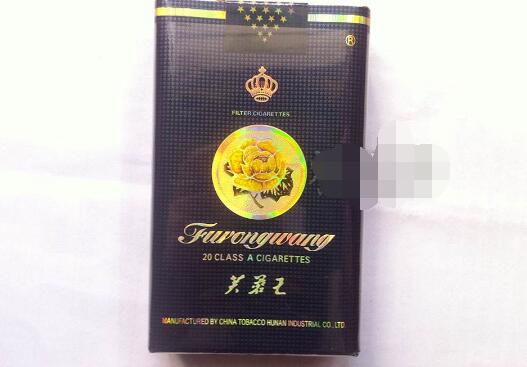 ®
FILTER CIGARETTES
Furongwang
20 CLASS A CIGARETTES
芙蓉王
MANUFACTURED BY CHINA TOBACCO HUNAN INDUSTRIAL CO., LTD